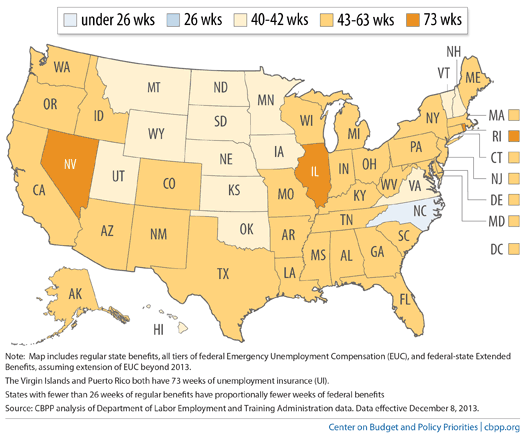 under 26 wks 26 wks 40-42 wks 43-63 wks 73 wks
NH
VT
WA
MT
ND
MN
ME
OR
ID
SD
WI
MI
NY
MA
WY
RI
NE
IA
PA
CT
NV
IL
IN
OH
NJ
UT
CO
KS
MO
WV
VA
DE
CA
KY
MD
NC
TN
DC
AZ
NM
OK
AR
SC
MS
AL
GA
TX
LA
AK
FL
HI
Note: Map includes regular state benefits, all tiers of federal Emergency Unemployment Compensation (EUC), and federal-state Extended
Benefits, assuming extension of EUC beyond 2013.
The Virgin Islands and Puerto Rico both have 73 weeks of unemployment insurance (UI).
States with fewer than 26 weeks of regular benefits have proportionally fewer weeks of federal benefits
Source: CBPP analysis of Department of Labor Employment and Training Administration data. Data effective December 8, 2013.
Center on Budget and Policy Priorities | cbpp.org